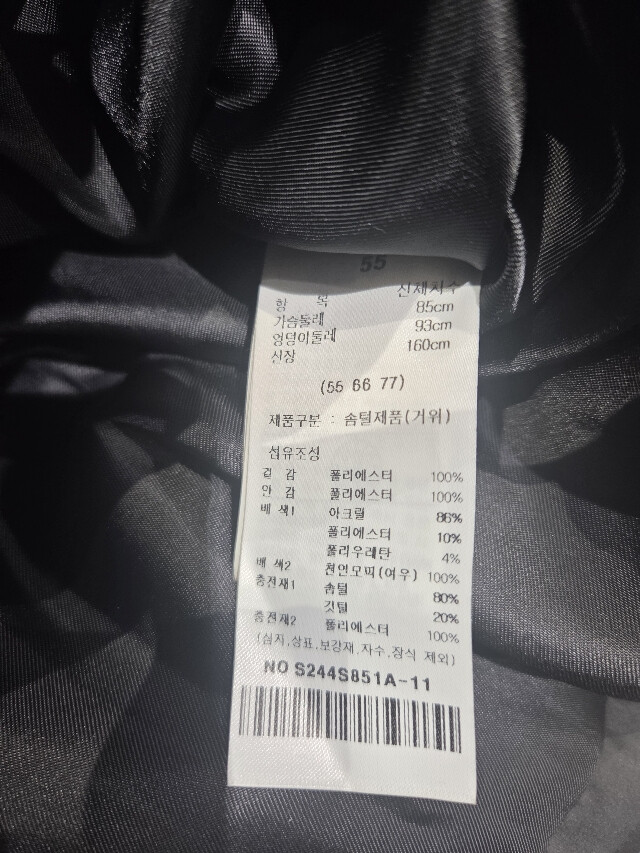 55
항 목 신체치수
가슴둘레 85cm
엉덩이둘레 93cm
신장 160cm
(55 66 77)
제품구분 : 솜털제품(거위)
섬유조성
겉 감 폴리에스터 100%
안 감 폴리에스터 100%
배 색1 아크릴 86%
폴리에스터 10%
폴리우레탄 4%
배 색2 천연모피(여우) 100%
충전재1 솜털 80%
깃털 20%
충전재2 폴리에스터 100%
(심지,상표,보강재,자수,장식 제외)
NO S244S851A-11